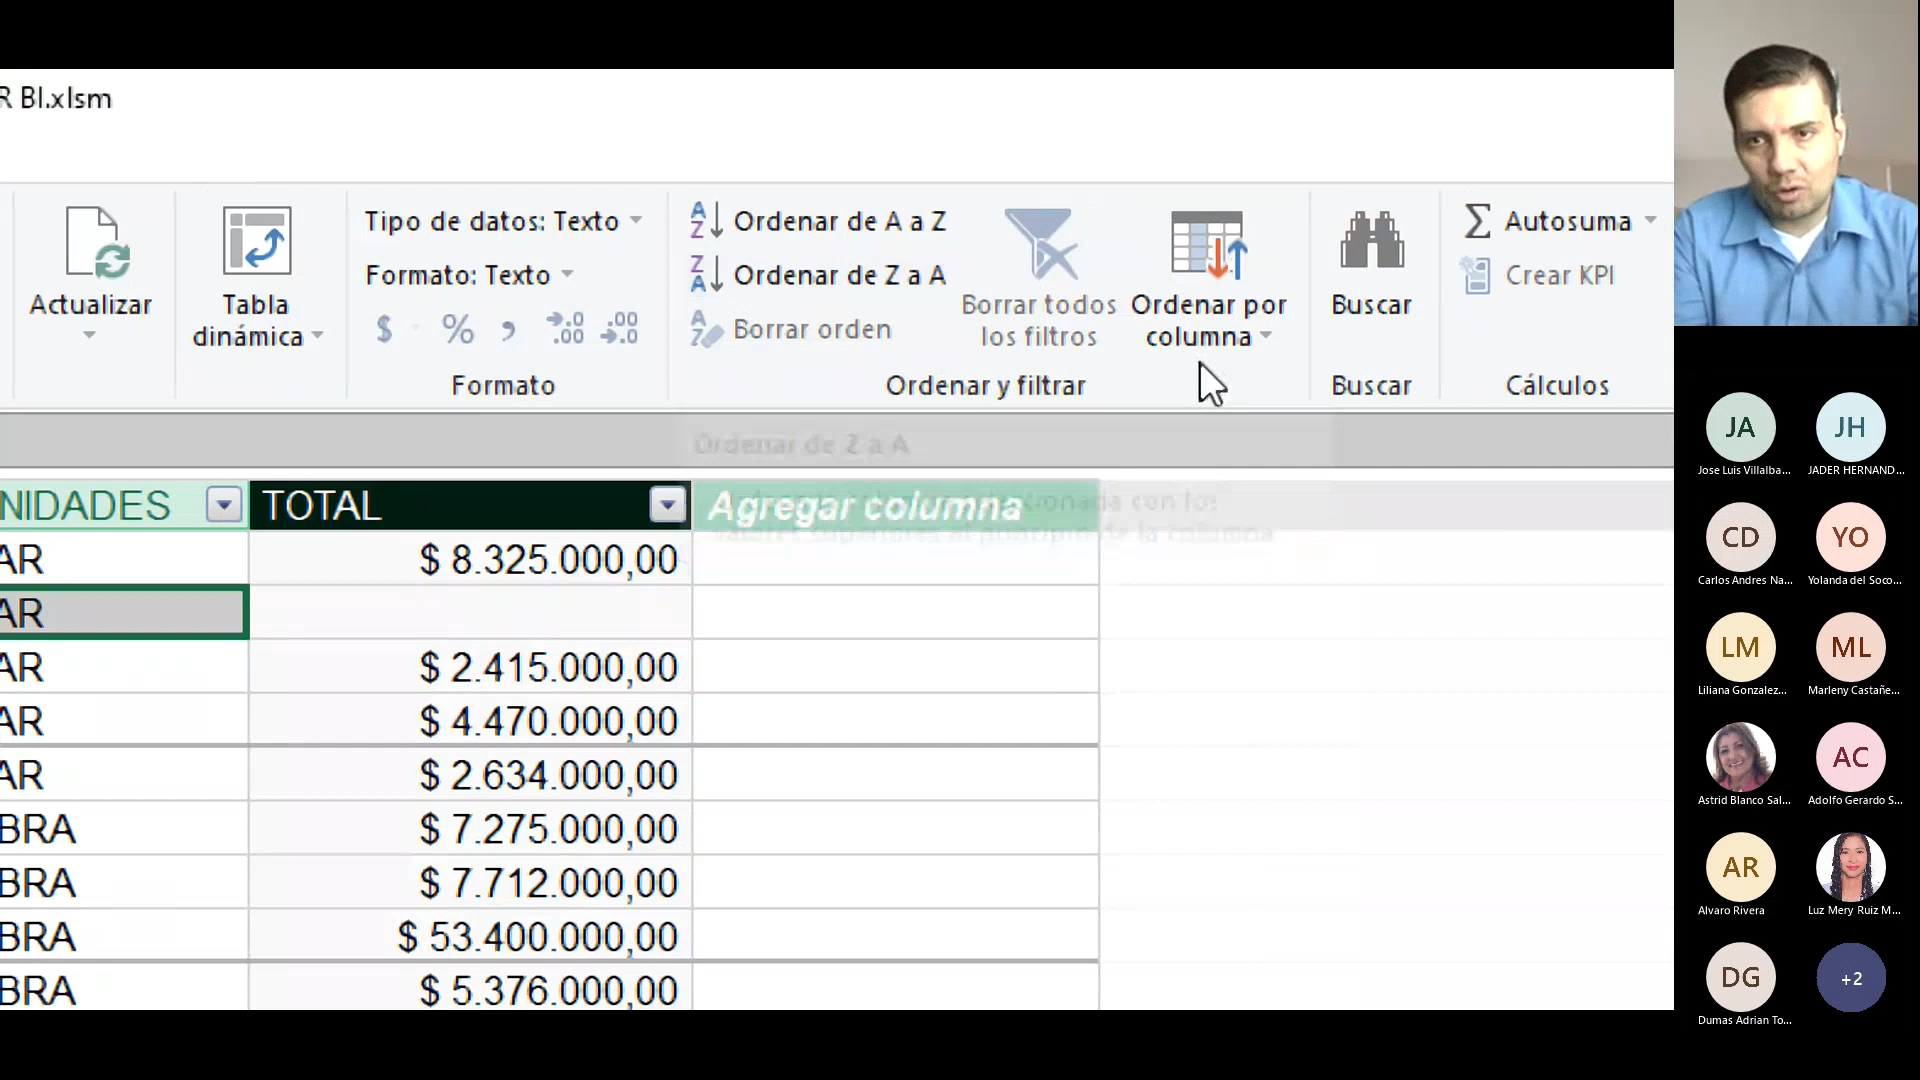 R BI.xlsm
Actualizar
Tabla
dinámica
Tipo de datos: Texto
Formato: Texto
$ % , .0 .00 .00 .0
Formato
Ordenar de A a Z
Ordenar de Z a A
Borrar orden
Borrar todos
los filtros
Ordenar por
columna
Ordenar y filtrar
Buscar
Buscar
Autosuma
Crear KPI
Cálculos
Ordenar de Z a A
NIDADES TOTAL Agregar columna
AR $ 8.325.000,00
AR
AR $ 2.415.000,00
AR $ 4.470.000,00
AR $ 2.634.000,00
BRA $ 7.275.000,00
BRA $ 7.712.000,00
BRA $ 53.400.000,00
BRA $ 5.376.000,00
JA JH
Jose Luis Villalba... JADER HERNAND...
CD YO
Carlos Andres Na... Yolanda del Soco...
LM ML
Liliana Gonzalez... Marleny Castañe...
AC
Astrid Blanco Sal... Adolfo Gerardo S...
AR
Alvaro Rivera Luz Mery Ruiz M...
DG +2
Dumas Adrian To...